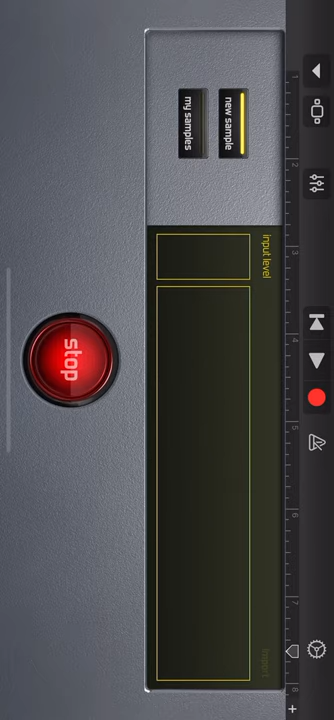 1 2 3 4 5 6 7 8
+
input level
import
new sample
my samples
stop